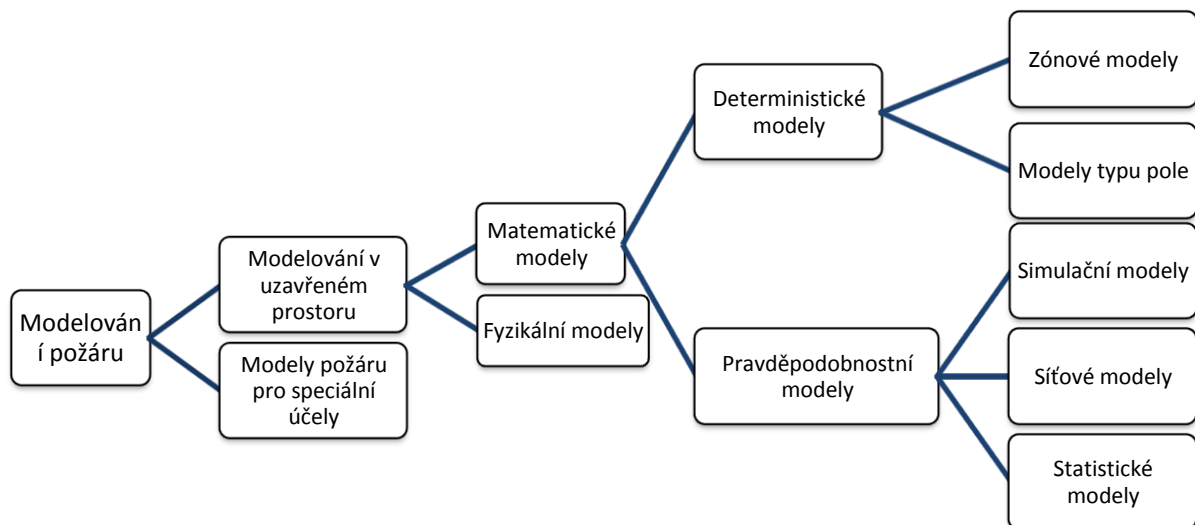 Modelován
í požáru
Modelování v
uzavřeném
prostoru
Modely požáru
pro speciální
účely
Matematické
modely
Fyzikální modely
Deterministické
modely
Pravděpodobnostní
modely
Zónové modely
Modely typu pole
Simulační modely
Síťové modely
Statistické
modely